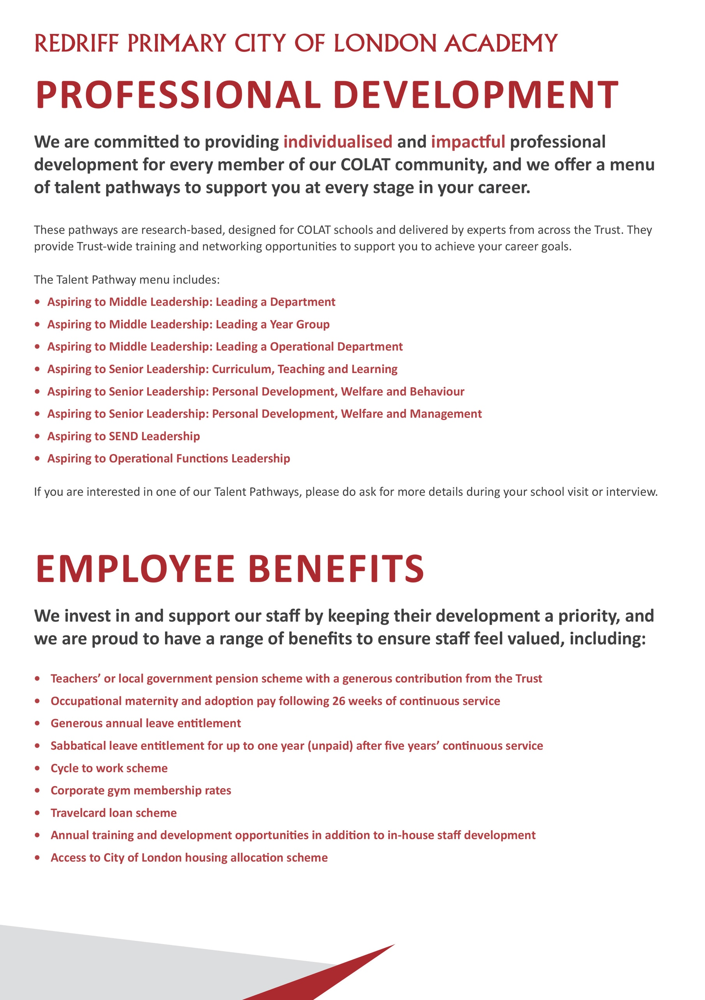 REDRIFF PRIMARY CITY OF LONDON ACADEMY
PROFESSIONAL DEVELOPMENT
We are committed to providing individualised and impactful professional
development for every member of our COLAT community, and we offer a menu
of talent pathways to support you at every stage in your career.
These pathways are research-based, designed for COLAT schools and delivered by experts from across the Trust. They
provide Trust-wide training and networking opportunities to support you to achieve your career goals.
The Talent Pathway menu includes:
• Aspiring to Middle Leadership: Leading a Department
• Aspiring to Middle Leadership: Leading a Year Group
• Aspiring to Middle Leadership: Leading a Operational Department
• Aspiring to Senior Leadership: Curriculum, Teaching and Learning
• Aspiring to Senior Leadership: Personal Development, Welfare and Behaviour
• Aspiring to Senior Leadership: Personal Development, Welfare and Management
• Aspiring to SEND Leadership
• Aspiring to Operational Functions Leadership
If you are interested in one of our Talent Pathways, please do ask for more details during your school visit or interview.
EMPLOYEE BENEFITS
We invest in and support our staff by keeping their development a priority, and
we are proud to have a range of benefits to ensure staff feel valued, including:
• Teachers’ or local government pension scheme with a generous contribution from the Trust
• Occupational maternity and adoption pay following 26 weeks of continuous service
• Generous annual leave entitlement
• Sabbatical leave entitlement for up to one year (unpaid) after five years’ continuous service
• Cycle to work scheme
• Corporate gym membership rates
• Travelcard loan scheme
• Annual training and development opportunities in addition to in-house staff development
• Access to City of London housing allocation scheme